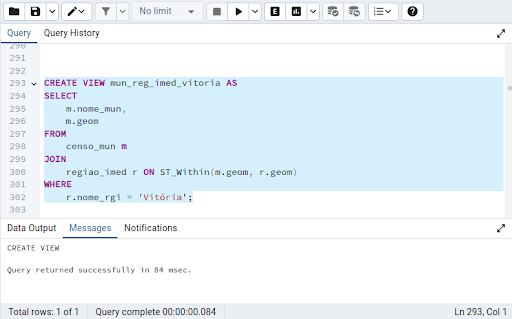 No limit
E
Query
Query History
290
291
292
293 CREATE VIEW mun_reg_imed_vitoria AS
294 SELECT
295 m.nome_mun,
296 m.geom
297 FROM
298 censo_mun m
299 JOIN
300 regiao_imed r ON ST_Within(m.geom, r.geom)
301 WHERE
302 r.nome_rgi = 'Vitória';
303
Data Output
Messages
Notifications
CREATE VIEW
Query returned successfully in 84 msec.
Total rows: 1 of 1
Query complete 00:00:00.084
Ln 293, Col 1